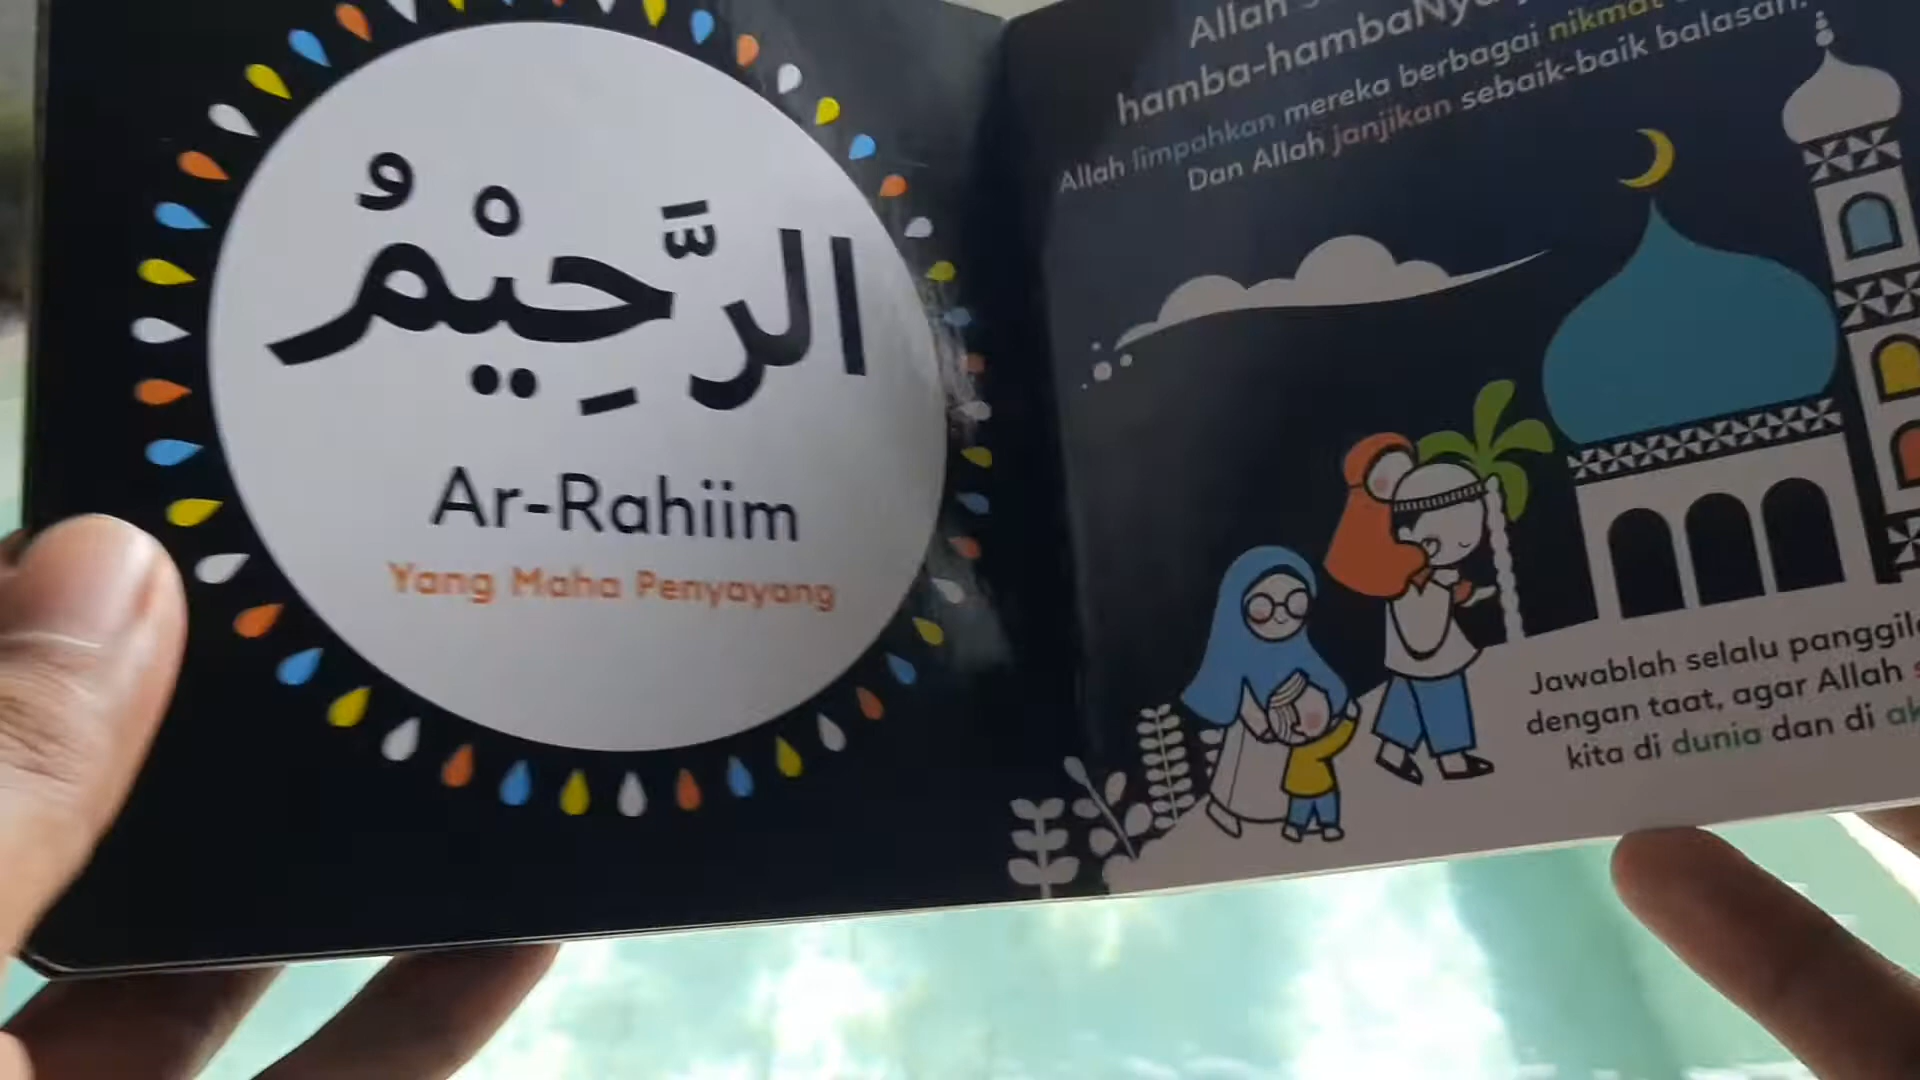 الرَّحِيْمُ
Ar-Rahiim
Yang Maha Penyayang
Allah
hamba-hambaNya
Allah limpahkan mereka berbagai nikmat
Dan Allah janjikan sebaik-baik balasan.
Jawablah selalu
dengan taat, agar Allah
kita di dunia dan di